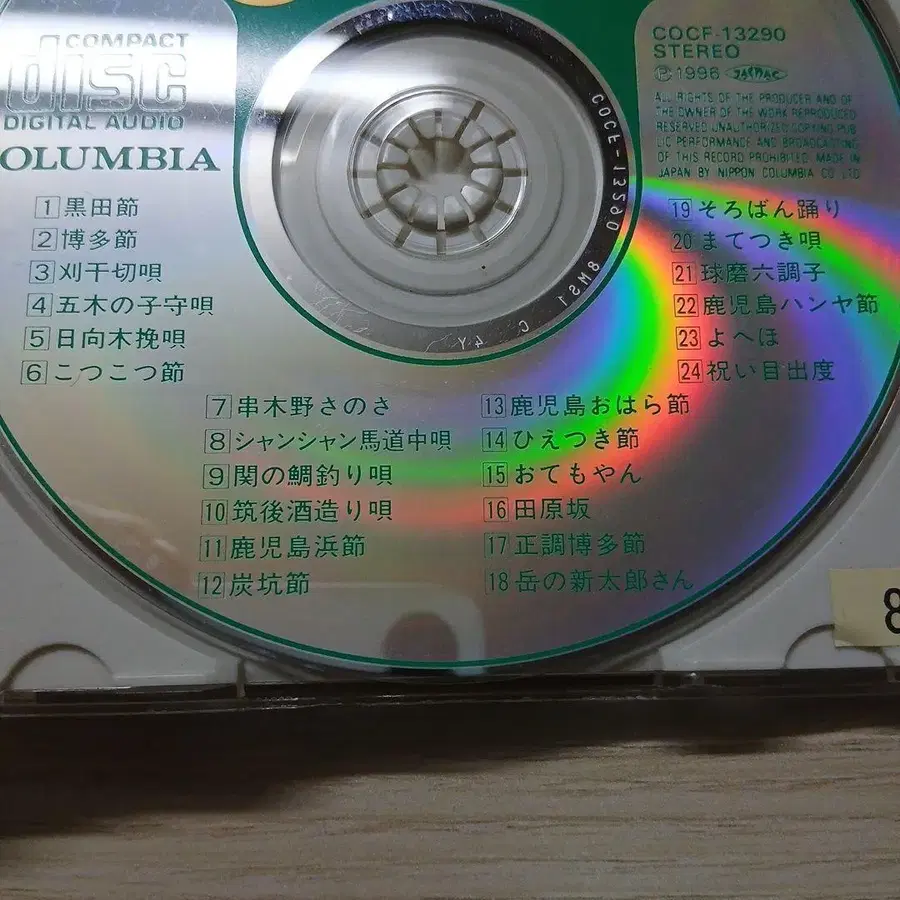 COMPACT
disc
DIGITAL AUDIO
OLUMBIA
COCF-13290
STEREO
Ⓟ1996 JASRAC
ALL RIGHTS OF THE PRODUCER AND OF
THE OWNER OF THE WORK REPRODUCED
RESERVED UNAUTHORIZED COPYING PUB
LIC PERFORMANCE AND BROADCASTING
OF THIS RECORD PROHIBITED MADE IN
JAPAN BY NIPPON COLUMBIA CO LTD
COCF-13290
1 黒田節
2 博多節
3 刈干切唄
4 五木の子守唄
5 日向木挽唄
6 こつこつ節
7 串木野さのさ
8 シャンシャン馬道中唄
9 関の鯛釣り唄
10 筑後酒造り唄
11 鹿児島浜節
12 炭坑節
13 鹿児島おはら節
14 ひえつき節
15 おてもやん
16 田原坂
17 正調博多節
18 岳の新太郎さん
19 そろばん踊り
20 まてつき唄
21 球磨六調子
22 鹿児島ハンヤ節
23 よへほ
24 祝い目出度
8